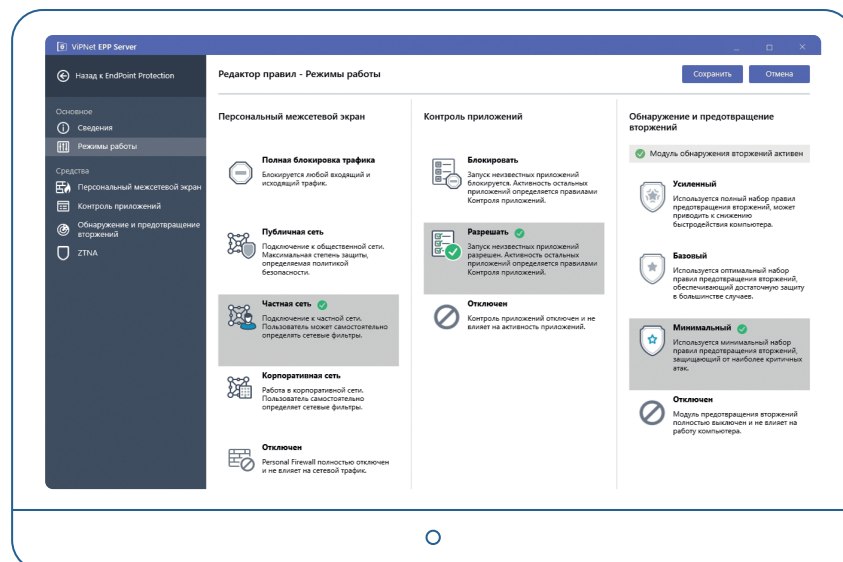 ViPNet EPP Server
Назад к EndPoint Protection
Основное
Сведения
Режимы работы
Средства
Персональный межсетевой экран
Контроль приложений
Обнаружение и предотвращение
вторжений
ZTNA
Редактор правил - Режимы работы
Сохранить
Отмена
Персональный межсетевой экран
Полная блокировка трафика
Блокируется любой входящий и
исходящий трафик.
Публичная сеть
Подключение к общественной сети.
Максимальная степень защиты,
определяемая политикой
безопасности.
Частная сеть
Подключение к частной сети.
Пользователь может самостоятельно
определять сетевые фильтры.
Корпоративная сеть
Работа в корпоративной сети.
Пользователь самостоятельно
определяет сетевые фильтры.
Отключен
Personal Firewall полностью отключен
и не влияет на сетевой трафик.
Контроль приложений
Блокировать
Запуск неизвестных приложений
блокируется. Активность остальных
приложений определяется правилами
Контроля приложений.
Разрешать
Запуск неизвестных приложений
разрешен. Активность остальных
приложений определяется правилами
Контроля приложений.
Отключен
Контроль приложений отключен и не
влияет на активность приложений.
Обнаружение и предотвращение
вторжений
Модуль обнаружения вторжений активен
Усиленный
Используется полный набор правил
предотвращения вторжений, может
приводить к снижению
быстродействия компьютера.
Базовый
Используется оптимальный набор
правил предотвращения вторжений,
обеспечивающий достаточную защиту
в большинстве случаев.
Минимальный
Используется минимальный набор
правил предотвращения вторжений,
защищающий от наиболее критичных
атак.
Отключен
Модуль предотвращения вторжений
полностью выключен и не влияет на
работу компьютера.